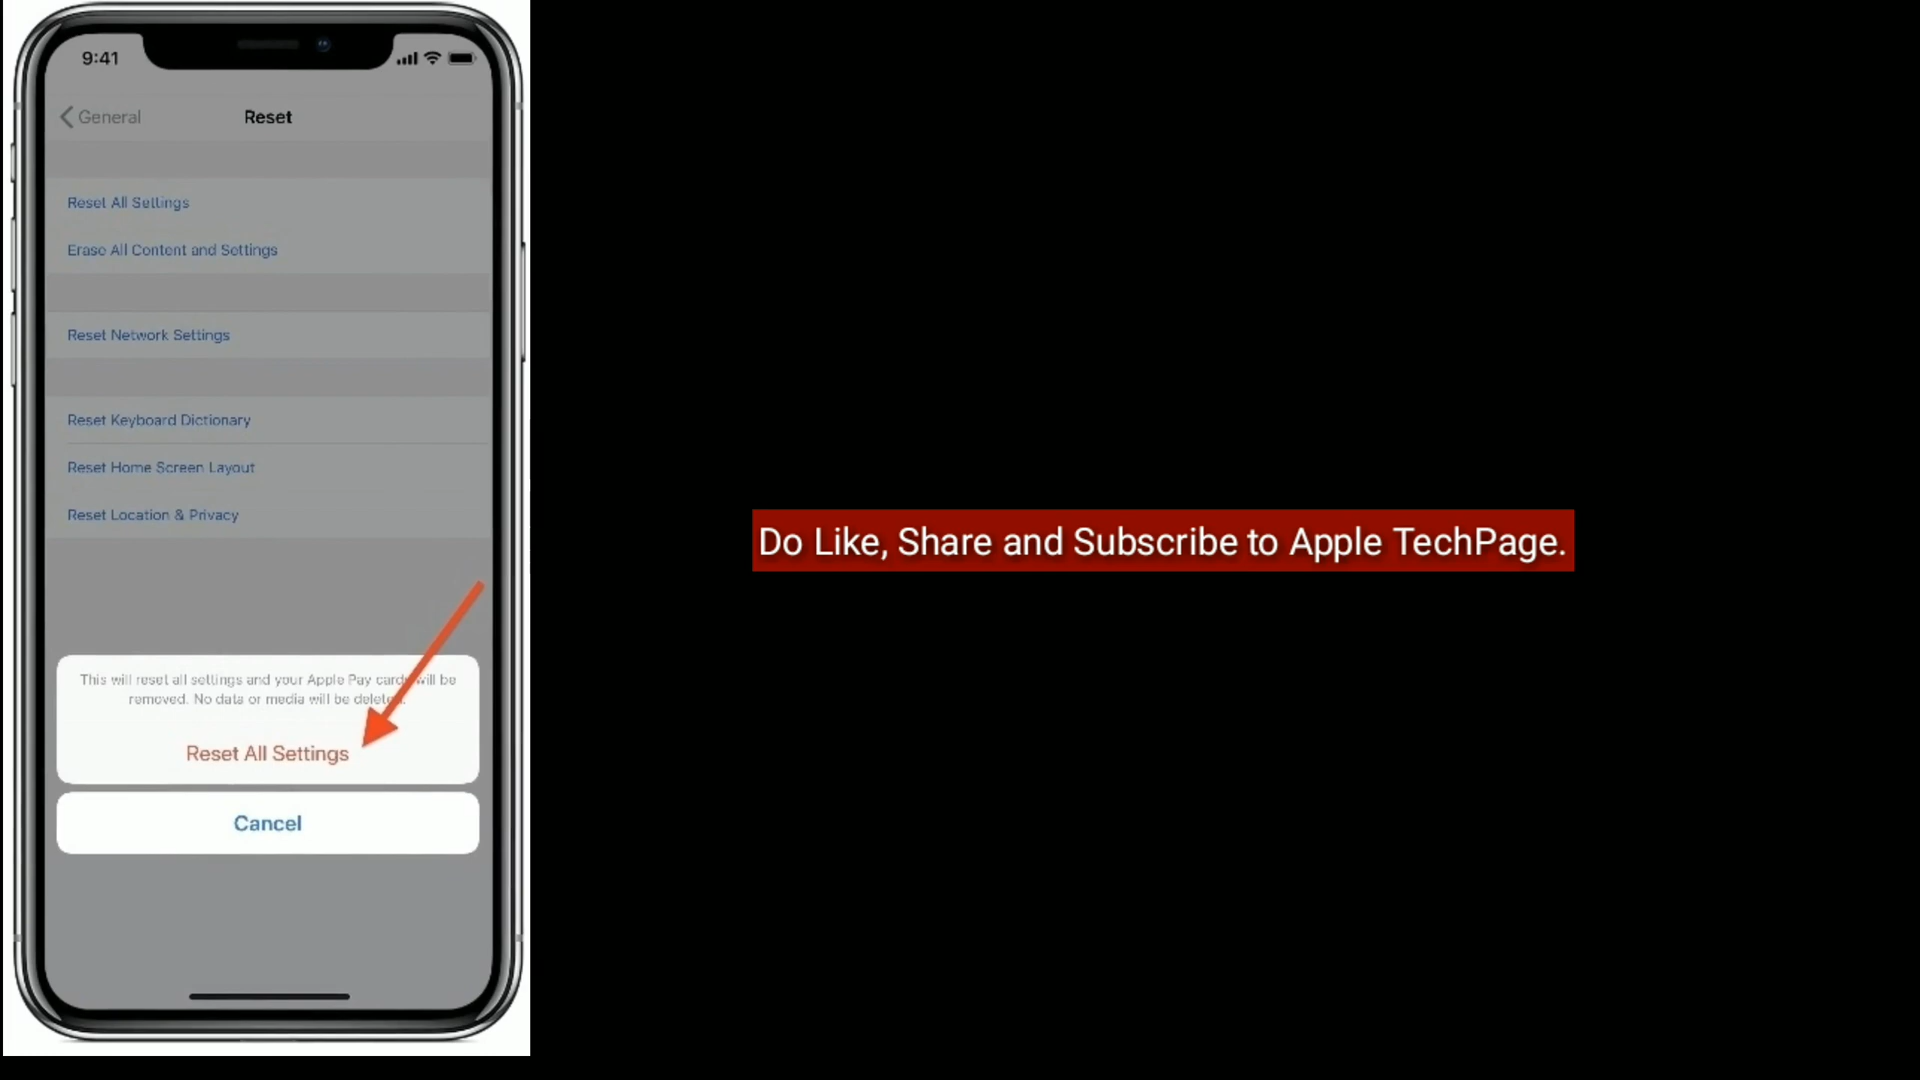 9:41
General
Reset
Reset All Settings
Erase All Content and Settings
Reset Network Settings
Reset Keyboard Dictionary
Reset Home Screen Layout
Reset Location & Privacy
This will reset all settings and your Apple Pay cards will be
removed. No data or media will be deleted.
Reset All Settings
Cancel
Do Like, Share and Subscribe to Apple TechPage.